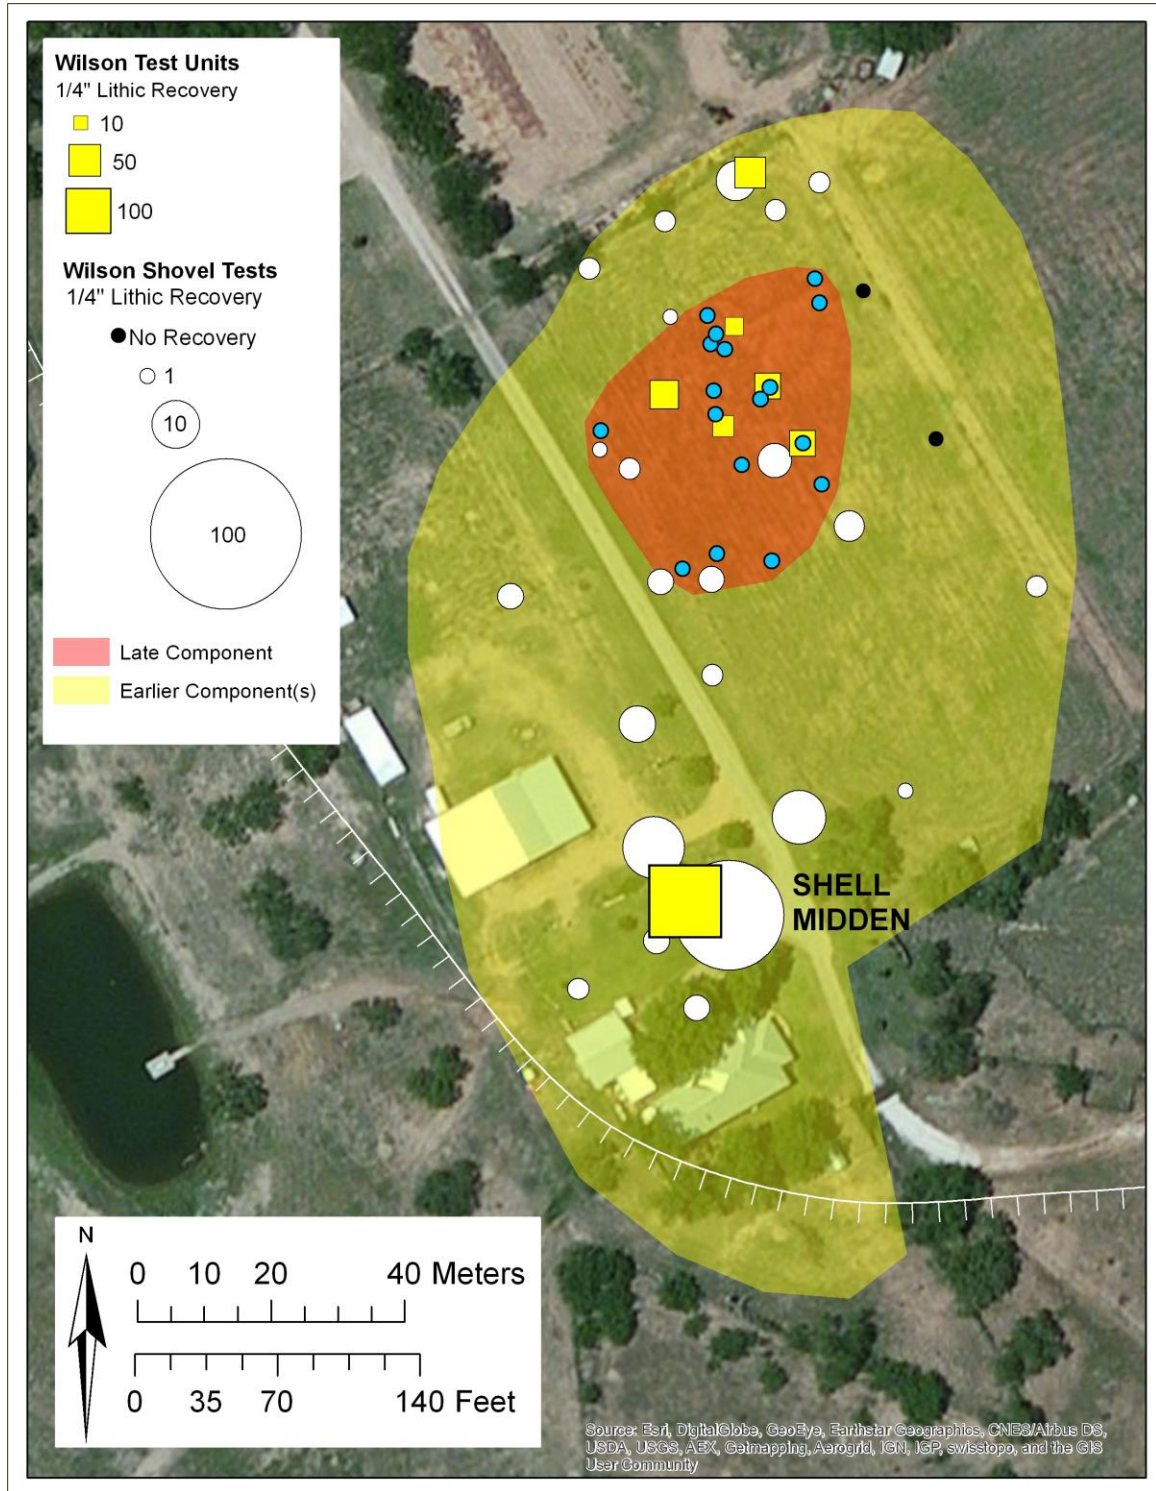 Wilson Test Units
1/4" Lithic Recovery
10
50
100
Wilson Shovel Tests
1/4" Lithic Recovery
No Recovery
1
10
100
Late Component
Earlier Component(s)
SHELL
MIDDEN
N
0 10 20 40 Meters
0 35 70 140 Feet
Source: Esri, DigitalGlobe, GeoEye, Earthstar Geographics, CNES/Airbus DS,
USDA, USGS, AEX, Getmapping, Aerogrid, IGN, IGP, swisstopo, and the GIS
User Community